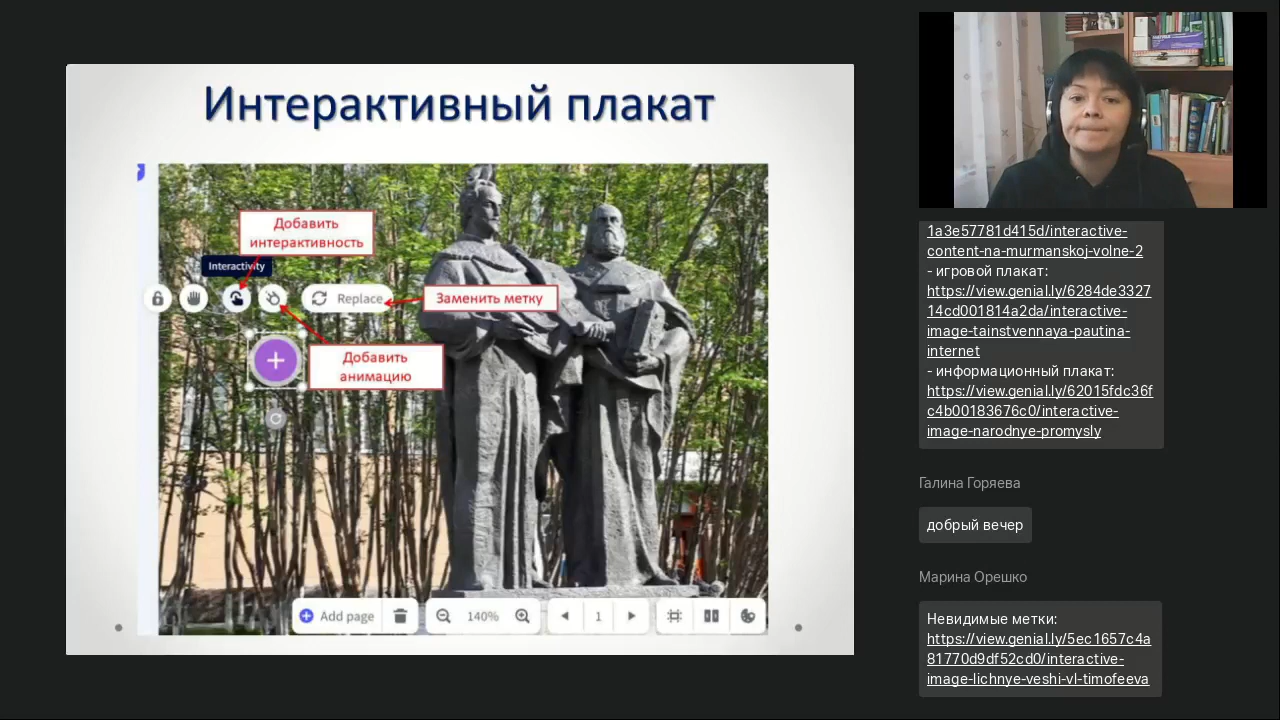 Интерактивный плакат
Добавить
интерактивность
Interactivity
Replace
Заменить метку
Добавить
анимацию
Add page
140%
1
1a3e57781d415d/interactive-
content-na-murmanskoj-volne-2
- игровой плакат:
https://view.genial.ly/6284de3327
14cd001814a2da/interactive-
image-tainstvennaya-pautina-
internet
- информационный плакат:
https://view.genial.ly/62015fdc36f
c4b00183676c0/interactive-
image-narodnye-promysly
Галина Горяева
добрый вечер
Марина Орешко
Невидимые метки:
https://view.genial.ly/5ec1657c4a
81770d9df52cd0/interactive-
image-lichnye-veshi-vl-timofeeva